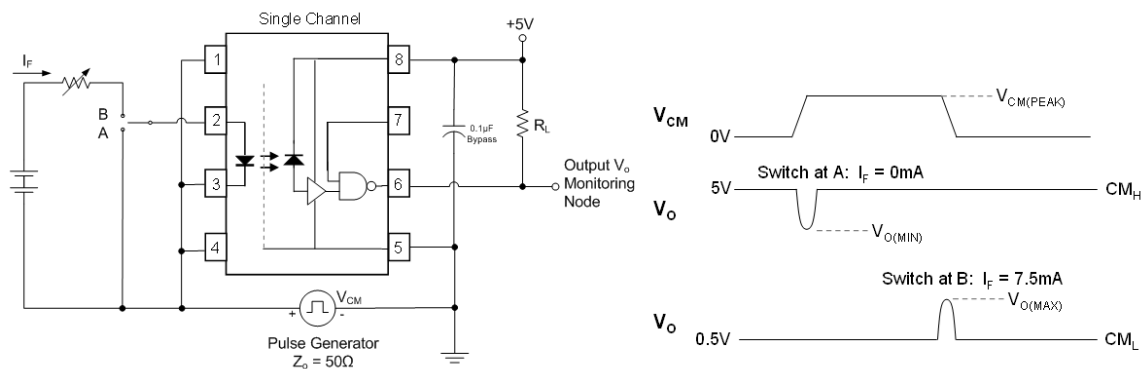 Single Channel
+5V
I_F
1
8
B
A
2
7
0.1µF
Bypass
R_L
3
6
Output V_o
Monitoring
Node
4
5
V_CM
+
-
Pulse Generator
Z_o = 50Ω
V_CM
0V
V_CM(PEAK)
Switch at A: I_F = 0mA
5V
CM_H
V_O
V_O(MIN)
Switch at B: I_F = 7.5mA
V_O(MAX)
V_O
0.5V
CM_L